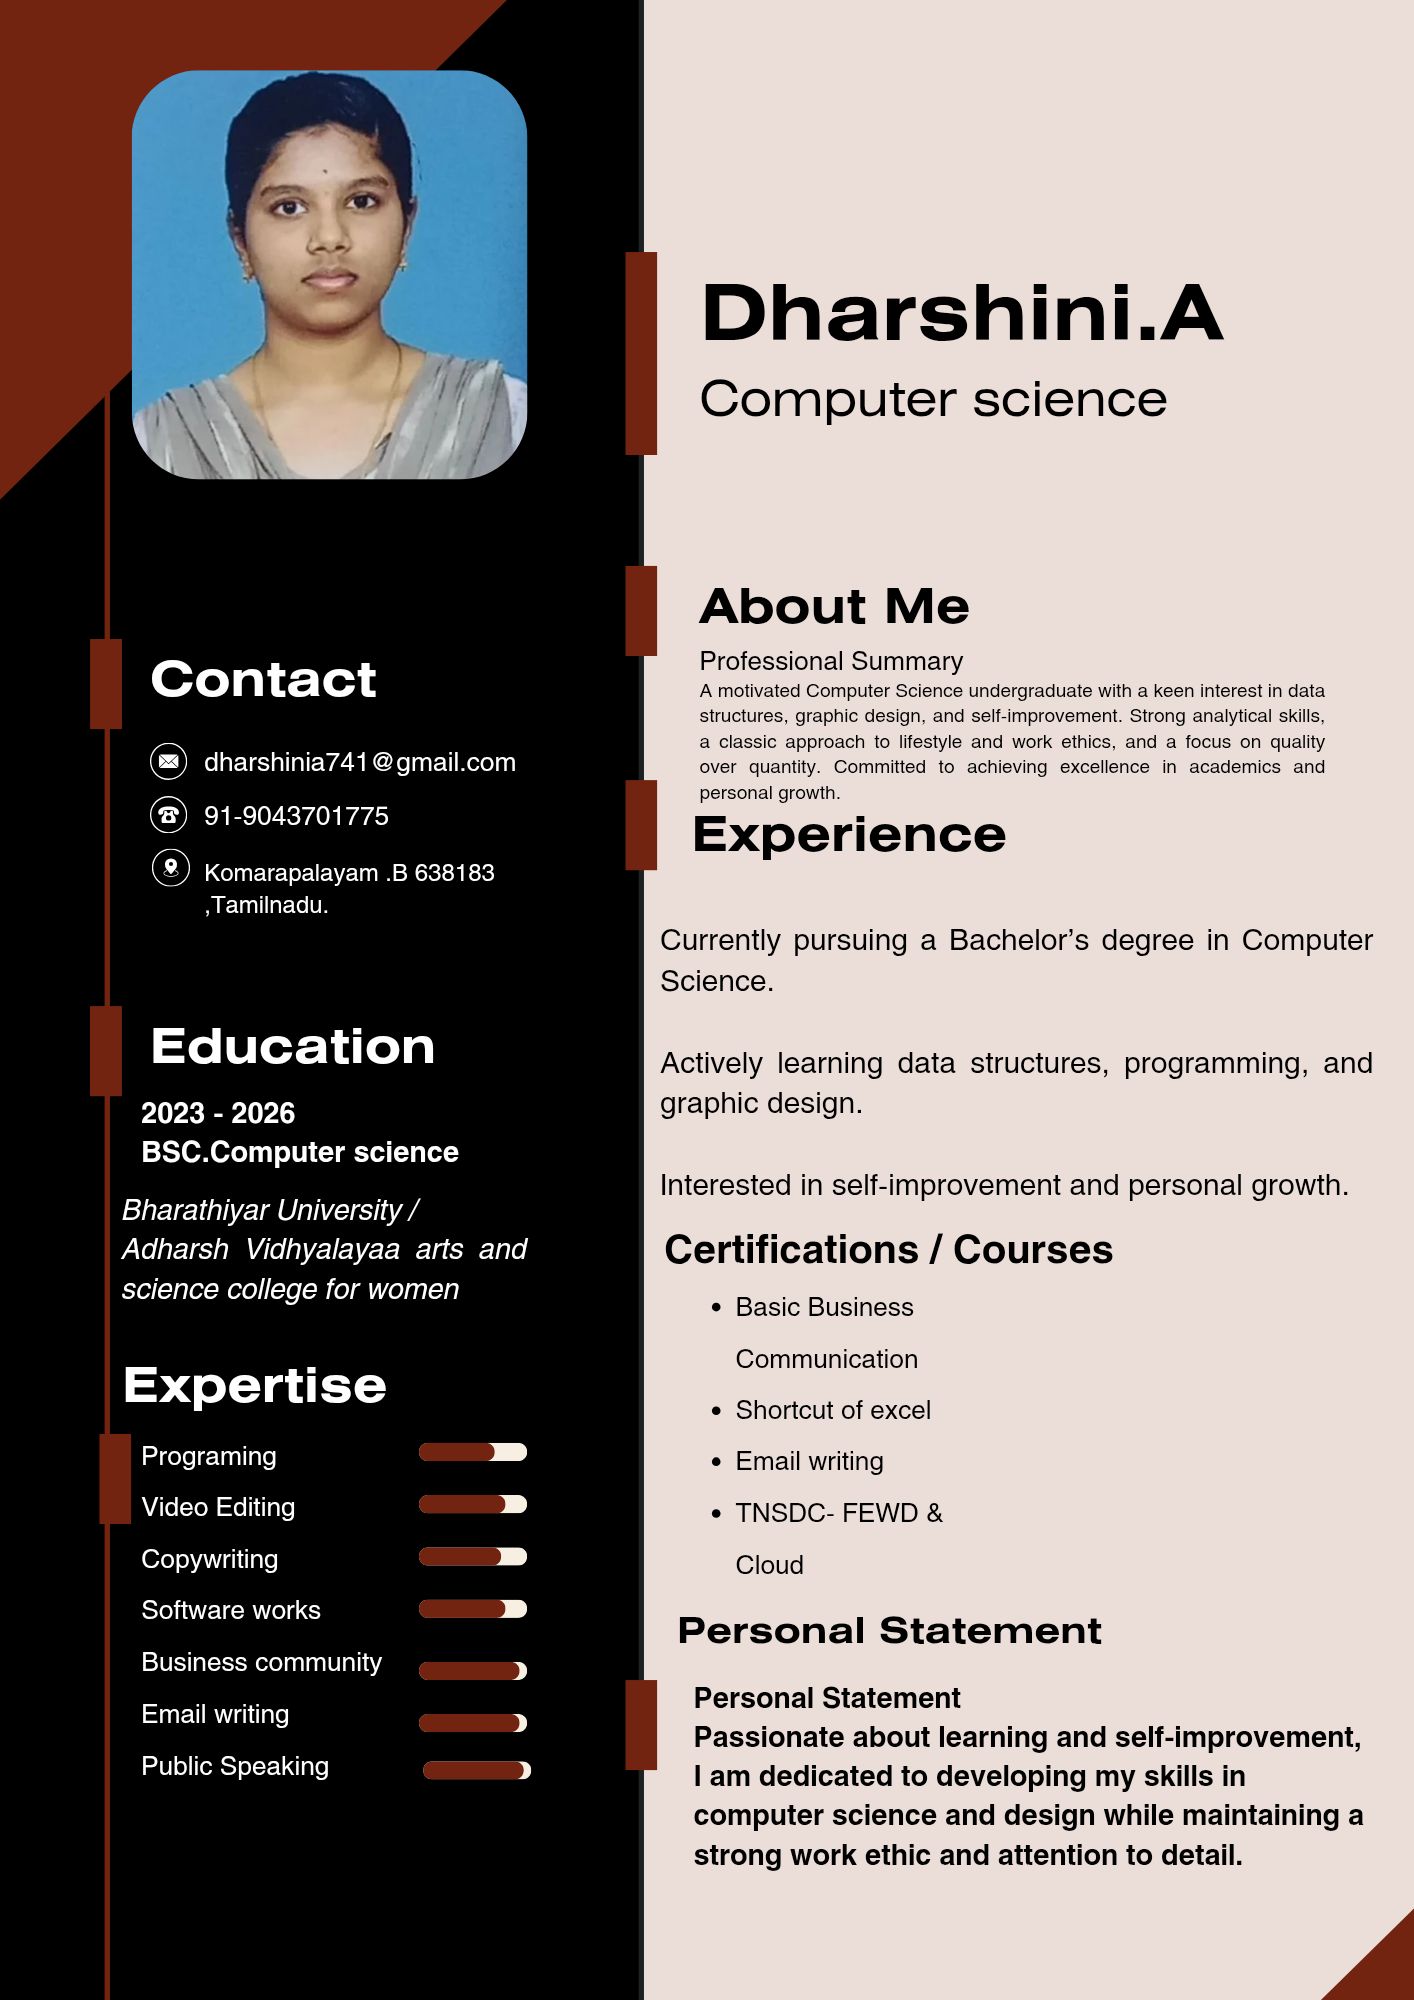 Dharshini.A
Computer science
Contact
dharshinia741@gmail.com
91-9043701775
Komarapalayam .B 638183
,Tamilnadu.
Education
2023 - 2026
BSC.Computer science
Bharathiyar University /
Adharsh Vidhyalayaa arts and
science college for women
Expertise
Programing
Video Editing
Copywriting
Software works
Business community
Email writing
Public Speaking
About Me
Professional Summary
A motivated Computer Science undergraduate with a keen interest in data
structures, graphic design, and self-improvement. Strong analytical skills,
a classic approach to lifestyle and work ethics, and a focus on quality
over quantity. Committed to achieving excellence in academics and
personal growth.
Experience
Currently pursuing a Bachelor’s degree in Computer
Science.
Actively learning data structures, programming, and
graphic design.
Interested in self-improvement and personal growth.
Certifications / Courses
• Basic Business
Communication
• Shortcut of excel
• Email writing
• TNSDC- FEWD &
Cloud
Personal Statement
Personal Statement
Passionate about learning and self-improvement,
I am dedicated to developing my skills in
computer science and design while maintaining a
strong work ethic and attention to detail.